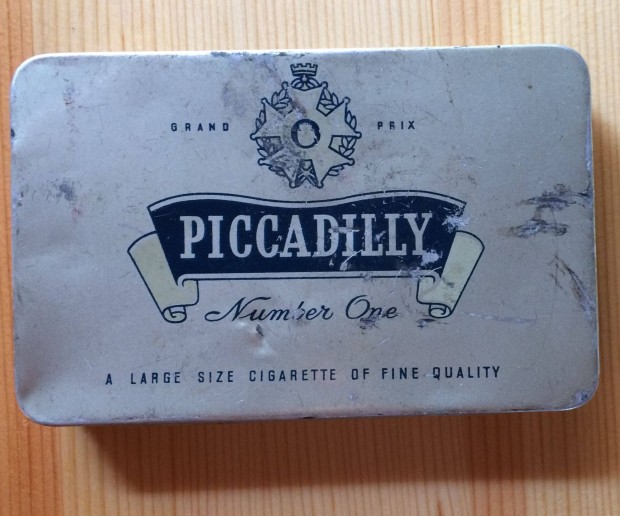 GRAND PRIX
PICCADILLY
Number One
A LARGE SIZE CIGARETTE OF FINE QUALITY